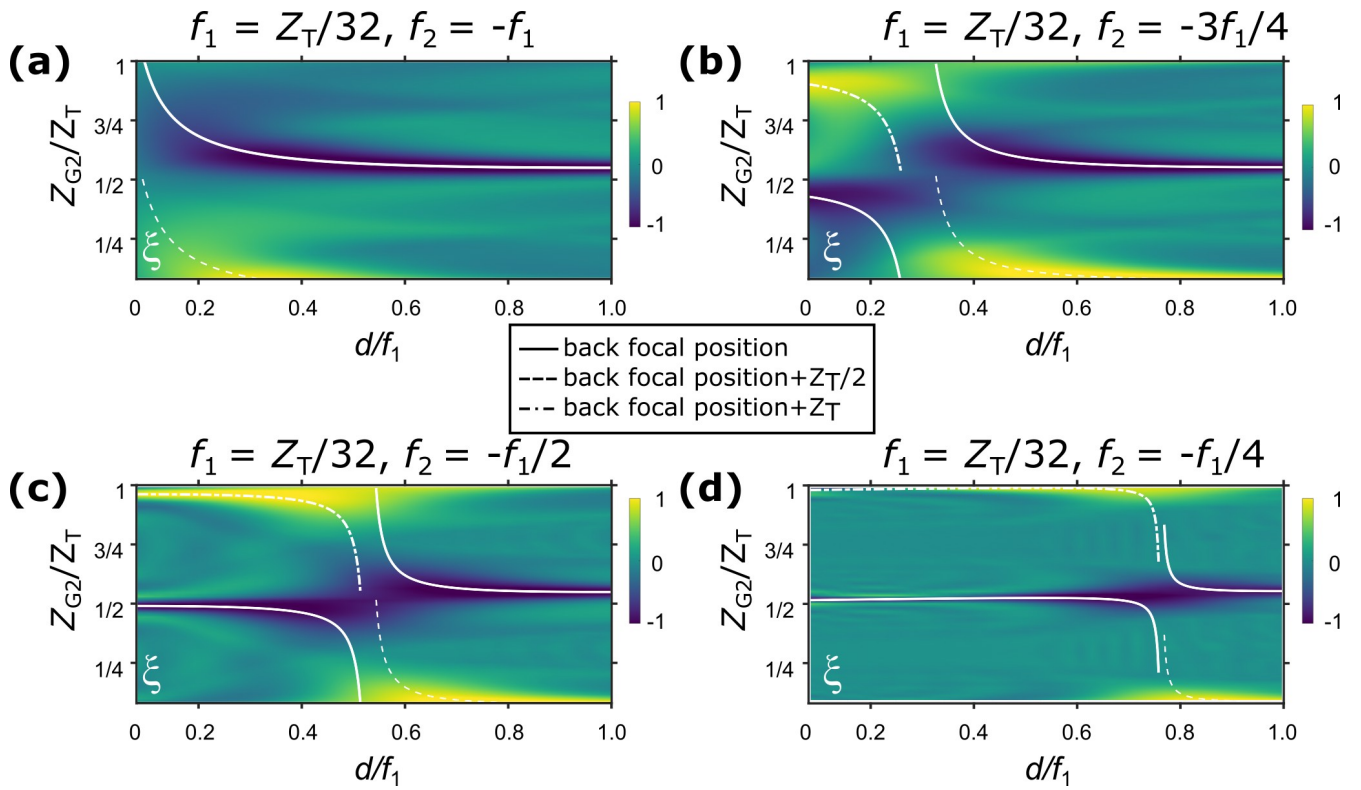 f1 = ZT/32, f2 = -f1
(a)
1
3/4
1/2
1/4
ZG2/ZT
ξ
1
0
-1
0 0.2 0.4 0.6 0.8 1.0
d/f1
f1 = ZT/32, f2 = -3f1/4
(b)
1
3/4
1/2
1/4
ZG2/ZT
ξ
1
0
-1
0 0.2 0.4 0.6 0.8 1.0
d/f1
back focal position
back focal position+ZT/2
back focal position+ZT
f1 = ZT/32, f2 = -f1/2
(c)
1
3/4
1/2
1/4
ZG2/ZT
ξ
1
0
-1
0 0.2 0.4 0.6 0.8 1.0
d/f1
f1 = ZT/32, f2 = -f1/4
(d)
1
3/4
1/2
1/4
ZG2/ZT
ξ
1
0
-1
0 0.2 0.4 0.6 0.8 1.0
d/f1